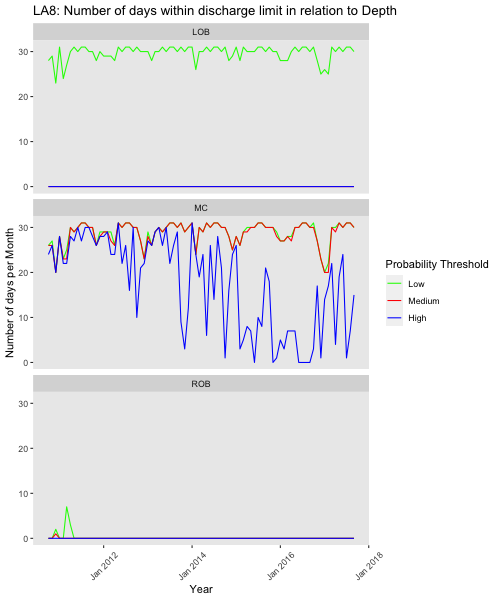 LA8: Number of days within discharge limit in relation to Depth
LOB
30
20
10
0
MC
30
20
10
0
ROB
30
20
10
0
Number of days per Month
Jan 2012
Jan 2014
Jan 2016
Jan 2018
Year
Probability Threshold
Low
Medium
High